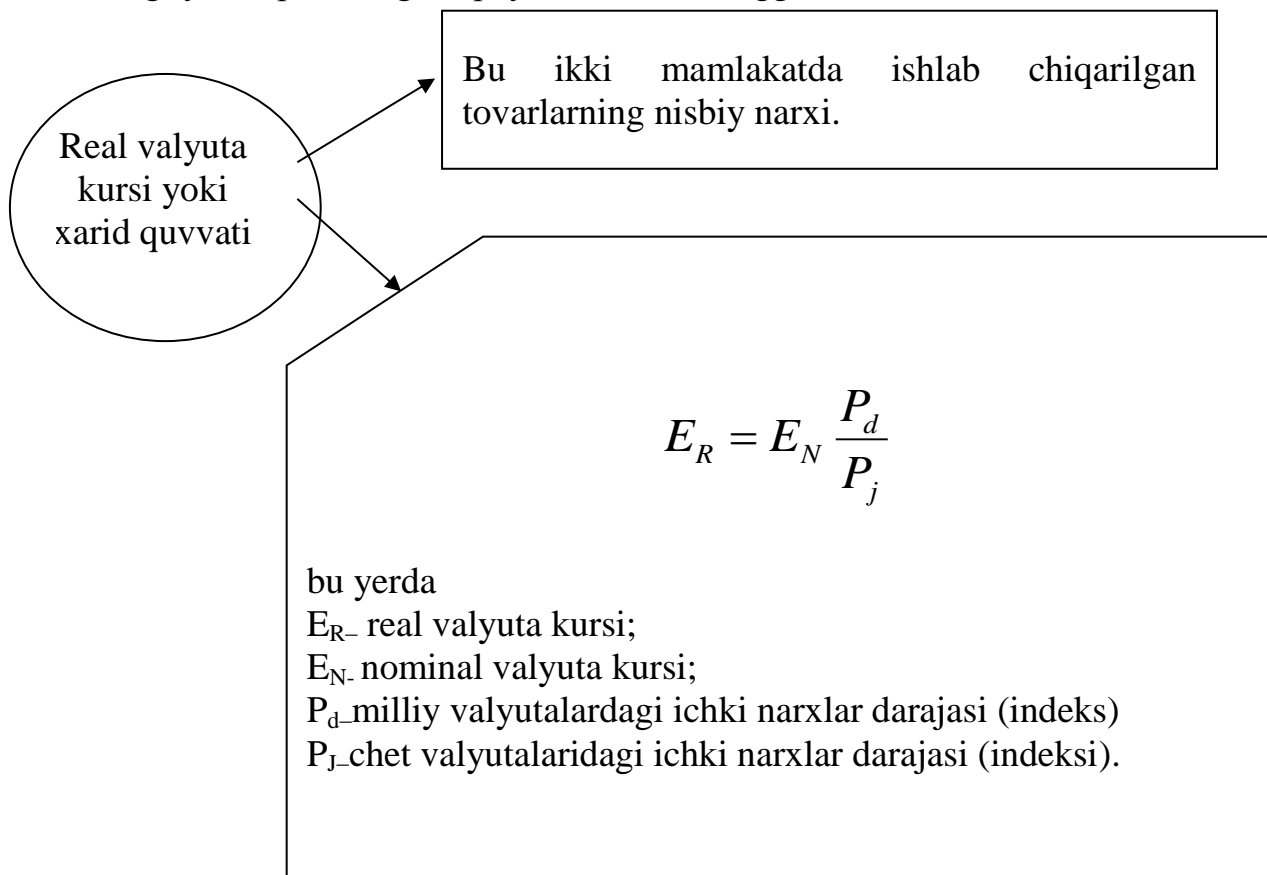 Bu ikki mamlakatda ishlab chiqarilgan
tovarlarning nisbiy narxi.
Real valyuta
kursi yoki
xarid quvvati
E_R = E_N P_d / P_j
bu yerda
E_R– real valyuta kursi;
E_N- nominal valyuta kursi;
P_d–milliy valyutalardagi ichki narxlar darajasi (indeks)
P_J–chet valyutalaridagi ichki narxlar darajasi (indeksi).